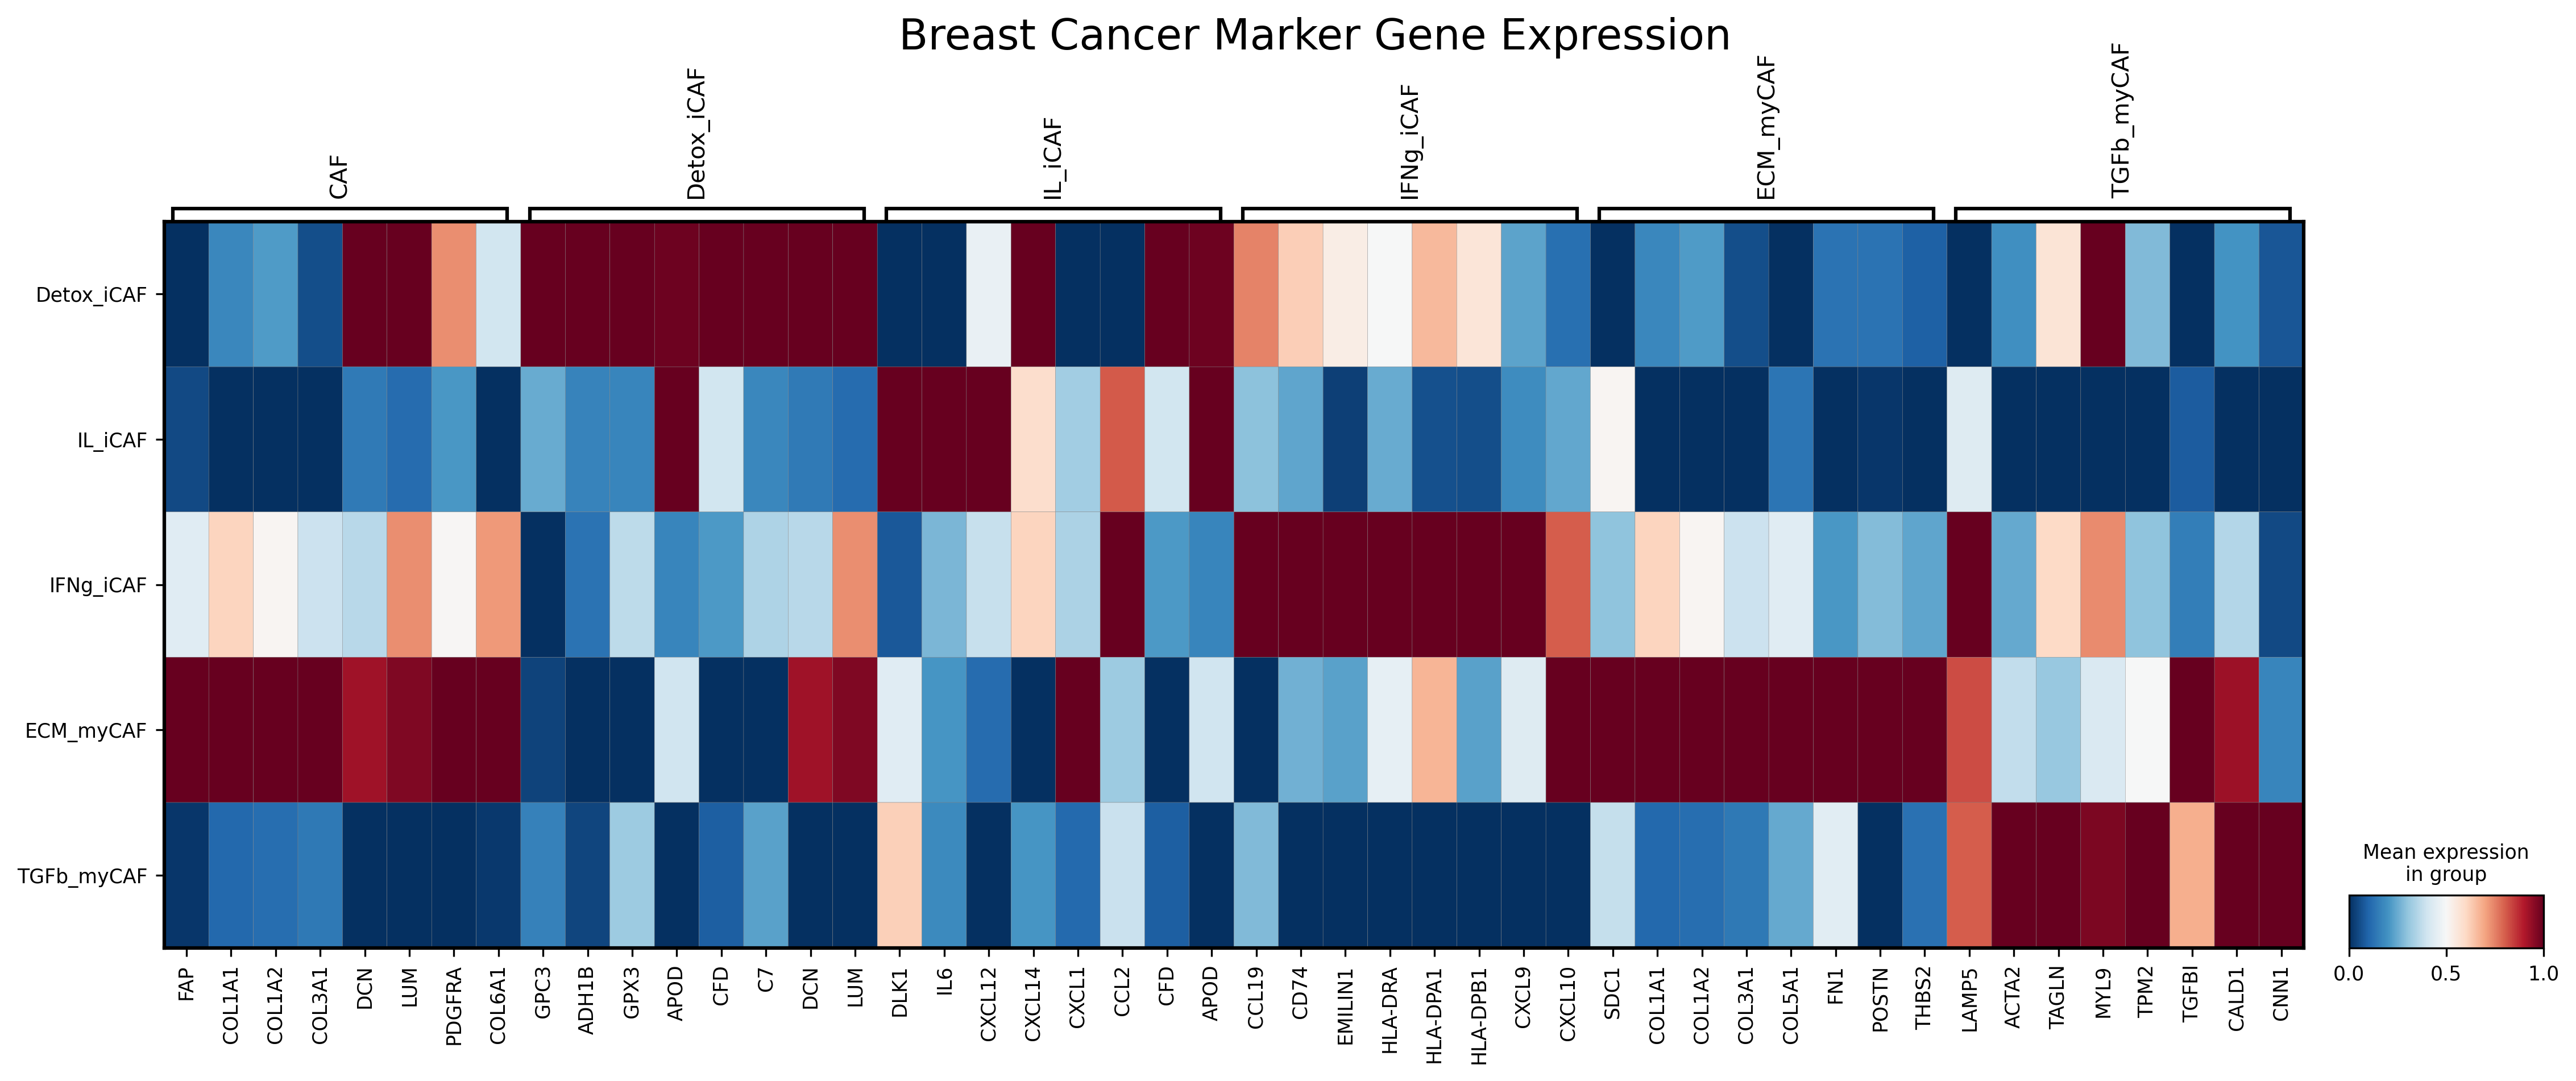 Breast Cancer Marker Gene Expression
CAF
Detox_iCAF
IL_iCAF
IFNg_iCAF
ECM_myCAF
TGFb_myCAF
Detox_iCAF
IL_iCAF
IFNg_iCAF
ECM_myCAF
TGFb_myCAF
FAP
COL1A1
COL1A2
COL3A1
DCN
LUM
PDGFRA
COL6A1
GPC3
ADH1B
GPX3
APOD
CFD
C7
DCN
LUM
DLK1
IL6
CXCL12
CXCL14
CXCL1
CCL2
CFD
APOD
CCL19
CD74
EMILIN1
HLA-DRA
HLA-DPA1
HLA-DPB1
CXCL9
CXCL10
SDC1
COL1A1
COL1A2
COL3A1
COL5A1
FN1
POSTN
THBS2
LAMP5
ACTA2
TAGLN
MYL9
TPM2
TGFBI
CALD1
CNN1
Mean expression
in group
0.0 0.5 1.0